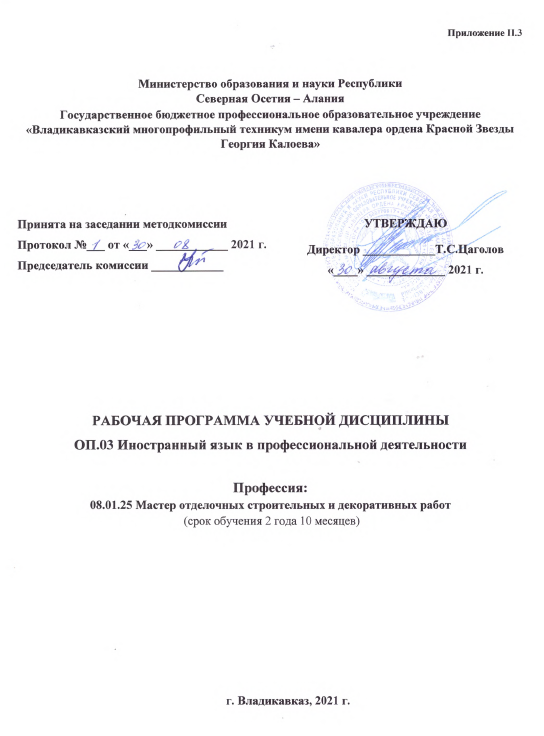 Приложение II.3
Министерство образования и науки Республики
Северная Осетия – Алания
Государственное бюджетное профессиональное образовательное учреждение
«Владикавказский многопрофильный техникум имени кавалера ордена Красной Звезды
Георгия Калоева»
Принята на заседании методкомиссии
Протокол № 1 от «30» 08 2021 г.
Председатель комиссии ____________
УТВЕРЖДАЮ
Директор ____________Т.С.Цаголов
«30» августа 2021 г.
РАБОЧАЯ ПРОГРАММА УЧЕБНОЙ ДИСЦИПЛИНЫ
ОП.03 Иностранный язык в профессиональной деятельности
Профессия:
08.01.25 Мастер отделочных строительных и декоративных работ
(срок обучения 2 года 10 месяцев)
г. Владикавказ, 2021 г.